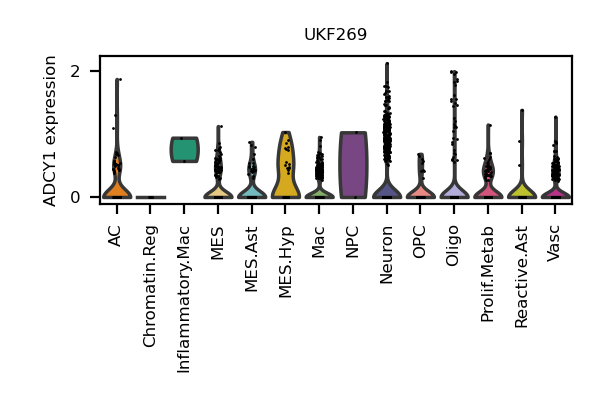 UKF269
ADCY1 expression
2
0
AC
Chromatin.Reg
Inflammatory.Mac
MES
MES.Ast
MES.Hyp
Mac
NPC
Neuron
OPC
Oligo
Prolif.Metab
Reactive.Ast
Vasc